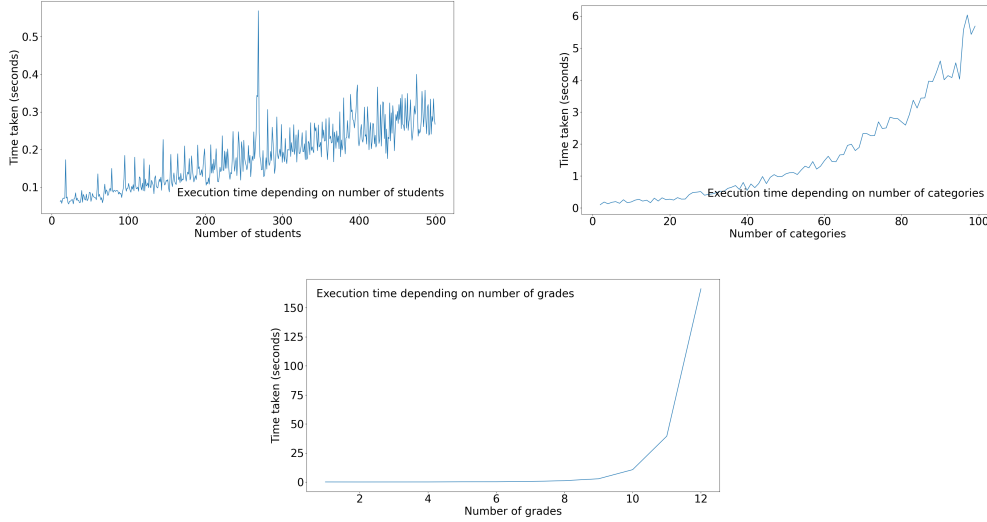 0.5
0.4
0.3
0.2
0.1
Time taken (seconds)
Execution time depending on number of students
0 100 200 300 400 500
Number of students
6
5
4
3
2
1
0
Time taken (seconds)
Execution time depending on number of categories
0 20 40 60 80 100
Number of categories
Execution time depending on number of grades
150
125
100
75
50
25
0
Time taken (seconds)
2 4 6 8 10 12
Number of grades